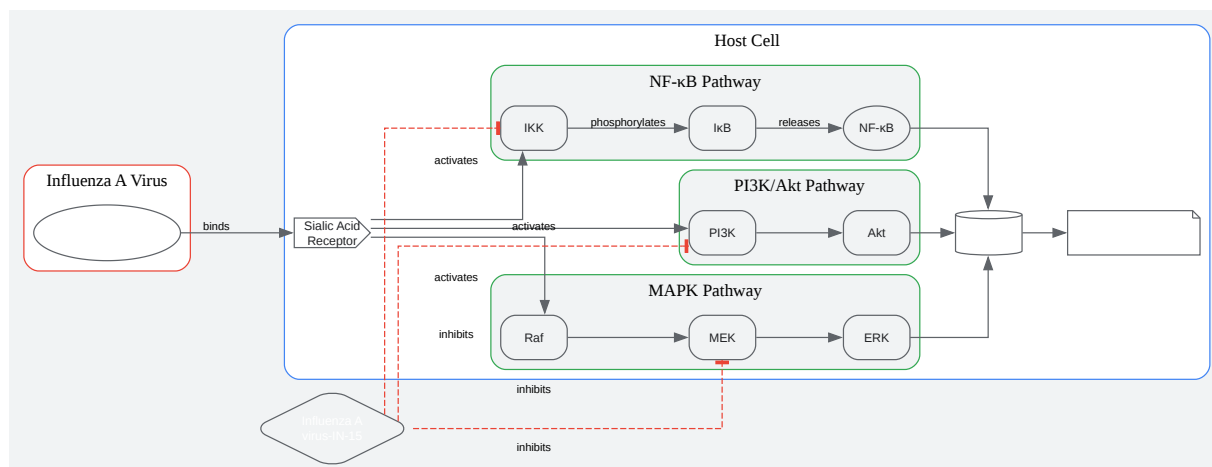 Host Cell
NF-κB Pathway
IKK
phosphorylates
IκB
releases
NF-κB
activates
Influenza A Virus
binds
Sialic Acid
Receptor
activates
PI3K/Akt Pathway
PI3K
Akt
activates
MAPK Pathway
inhibits
Raf
MEK
ERK
inhibits
Influenza A
virus-IN-15
inhibits